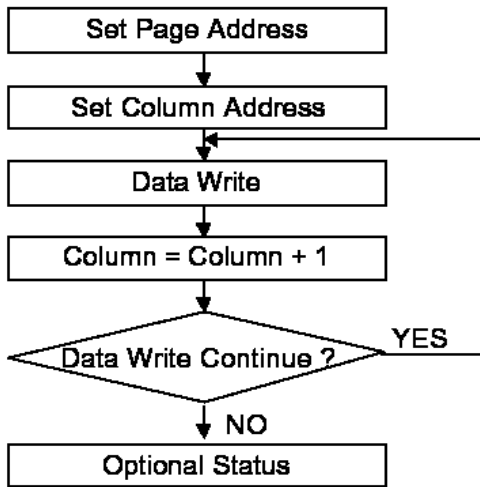 Set Page Address
Set Column Address
Data Write
Column = Column + 1
Data Write Continue ?
YES
NO
Optional Status